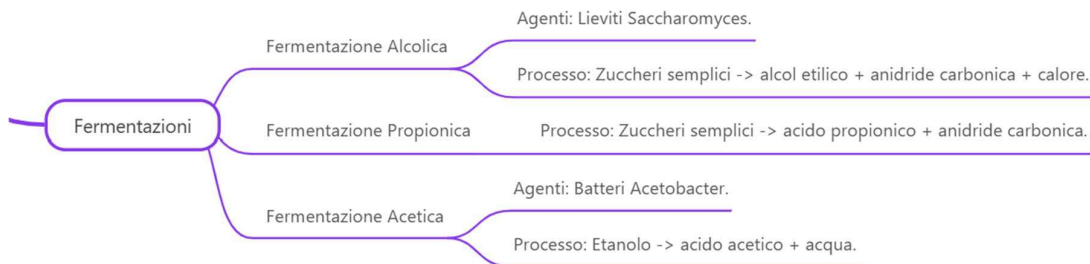 Agenti: Lieviti Saccharomyces.
Fermentazione Alcolica
Processo: Zuccheri semplici -> alcol etilico + anidride carbonica + calore.
Fermentazioni
Fermentazione Propionica
Processo: Zuccheri semplici -> acido propionico + anidride carbonica.
Agenti: Batteri Acetobacter.
Fermentazione Acetica
Processo: Etanolo -> acido acetico + acqua.